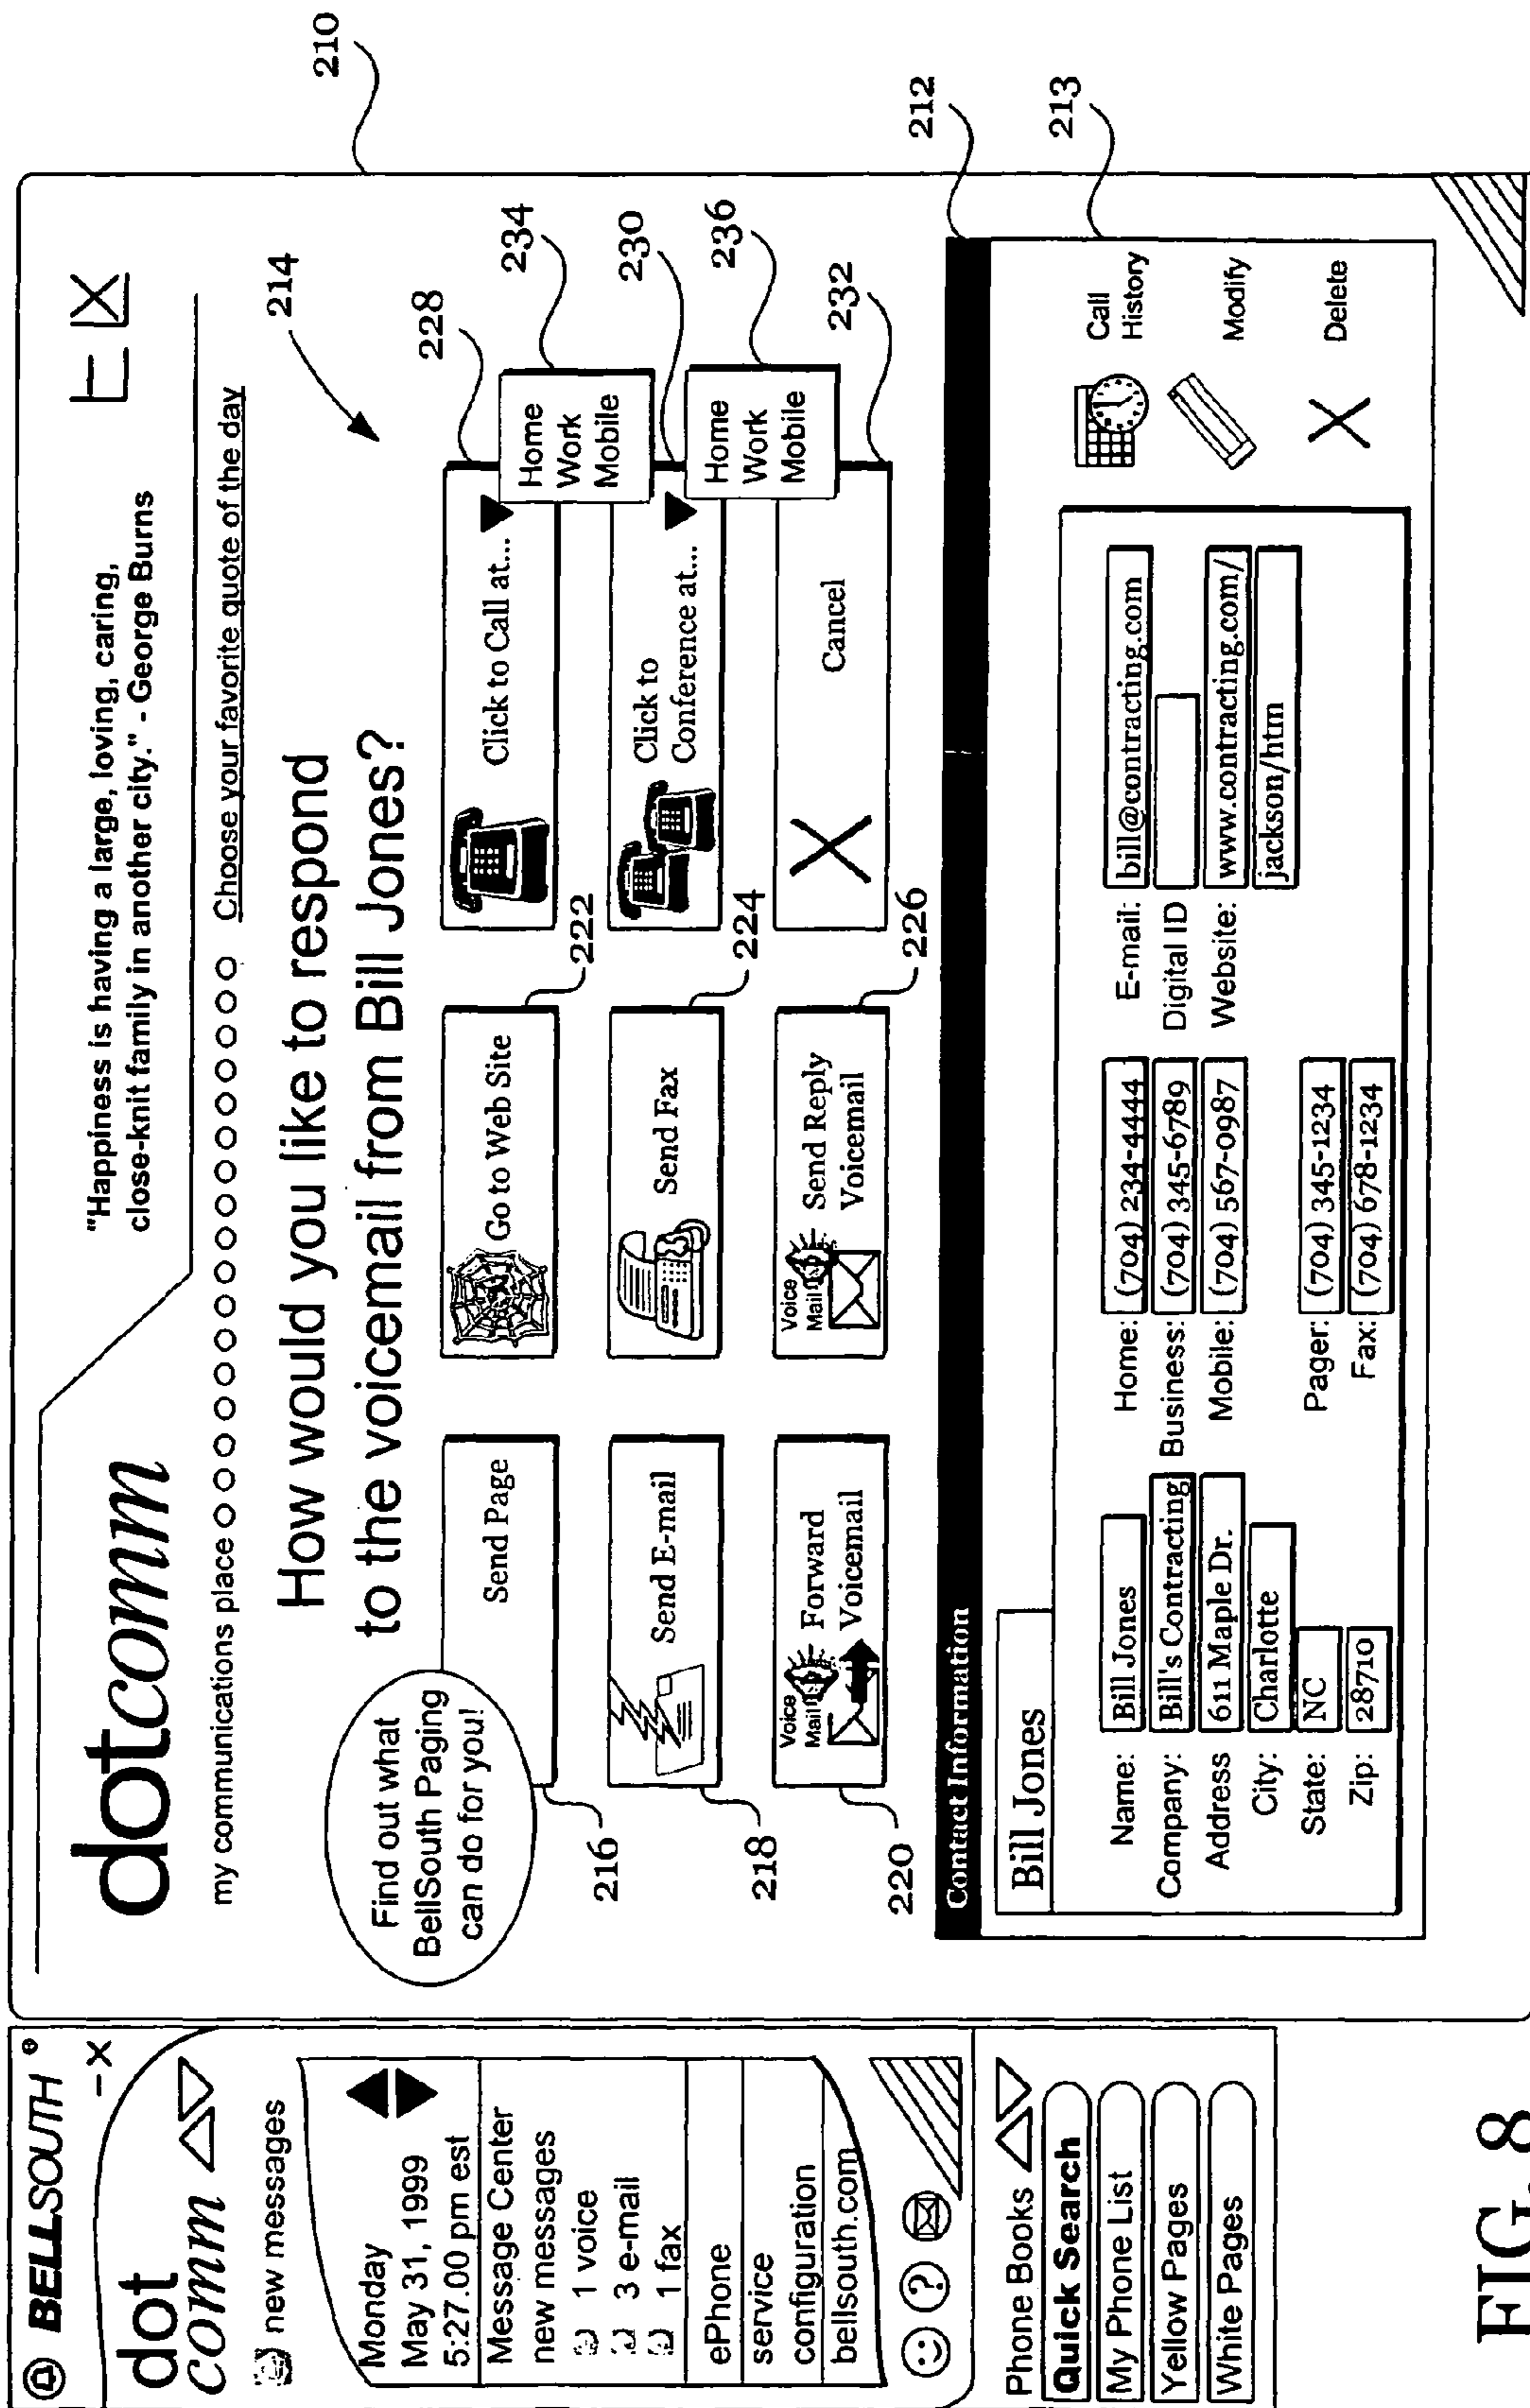 BELLSOUTH®
– X
dot
comm
new messages
Monday
May 31, 1999
5:27.00 pm est
Message Center
new messages
1 voice
3 e-mail
1 fax
ePhone
service
configuration
bellsouth.com
?
Phone Books
Quick Search
My Phone List
Yellow Pages
White Pages
dotcomm
"Happiness is having a large, loving, caring,
close-knit family in another city." - George Burns
my communications place
Choose your favorite quote of the day
How would you like to respond
to the voicemail from Bill Jones?
Find out what
BellSouth Paging
can do for you!
Send Page
Go to Web Site
Click to Call at...
Home
Work
Mobile
Send E-mail
Send Fax
Click to
Conference at...
Home
Work
Mobile
Voice
Mail
Forward
Voicemail
Voice
Mail
Send Reply
Voicemail
Cancel
210
214
228
234
230
236
232
222
224
226
216
218
220
212
213
Contact Information
Bill Jones
Name: Bill Jones
Company: Bill's Contracting
Address 611 Maple Dr.
City: Charlotte
State: NC
Zip: 28710
Home: (704) 234-4444
Business: (704) 345-6789
Mobile: (704) 567-0987
Pager: (704) 345-1234
Fax: (704) 678-1234
E-mail: bill@contracting.com
Digital ID
Website: www.contracting.com/
jackson/htm
Call
History
Modify
Delete
FIG. 8